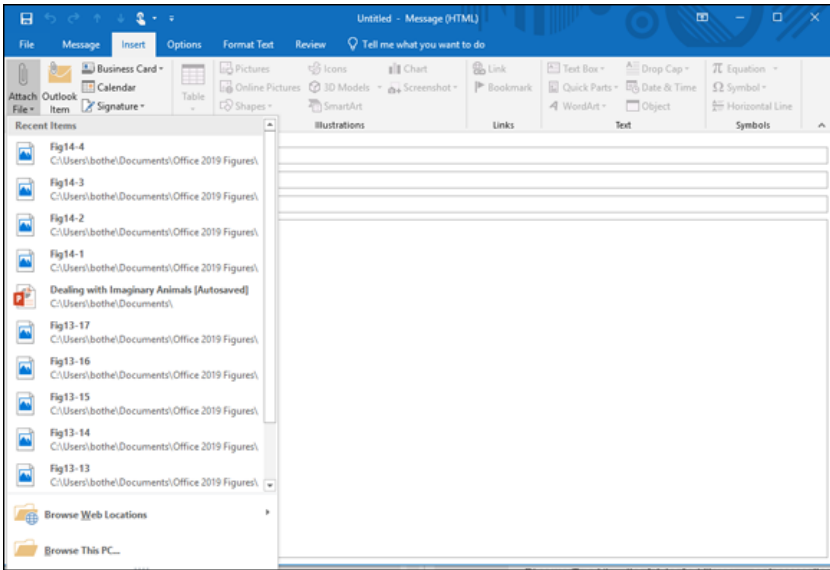 Untitled - Message (HTML)
File Message Insert Options Format Text Review Tell me what you want to do
Business Card Pictures Icons Chart Link Text Box Drop Cap Equation
Attach Outlook Calendar Table Online Pictures 3D Models Screenshot Bookmark Quick Parts Date & Time Symbol
File Item Signature Shapes SmartArt WordArt Object Horizontal Line
Recent Items Illustrations Links Text Symbols
Fig14-4
C:\Users\bothe\Documents\Office 2019 Figures\
Fig14-3
C:\Users\bothe\Documents\Office 2019 Figures\
Fig14-2
C:\Users\bothe\Documents\Office 2019 Figures\
Fig14-1
C:\Users\bothe\Documents\Office 2019 Figures\
Dealing with Imaginary Animals [Autosaved]
C:\Users\bothe\Documents\
Fig13-17
C:\Users\bothe\Documents\Office 2019 Figures\
Fig13-16
C:\Users\bothe\Documents\Office 2019 Figures\
Fig13-15
C:\Users\bothe\Documents\Office 2019 Figures\
Fig13-14
C:\Users\bothe\Documents\Office 2019 Figures\
Fig13-13
C:\Users\bothe\Documents\Office 2019 Figures\
Browse Web Locations
Browse This PC...